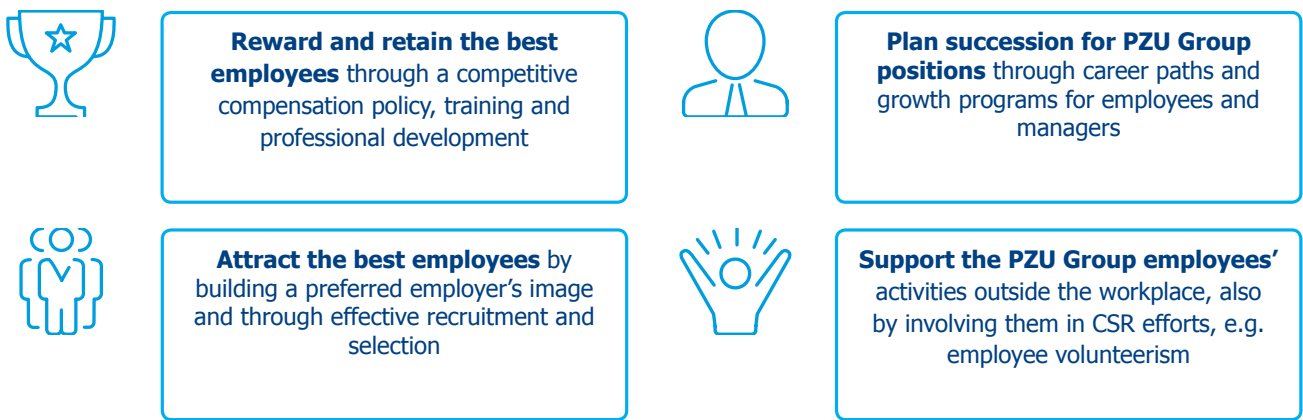 Reward and retain the best
employees through a competitive
compensation policy, training and
professional development
Plan succession for PZU Group
positions through career paths and
growth programs for employees and
managers
Attract the best employees by
building a preferred employer’s image
and through effective recruitment and
selection
Support the PZU Group employees’
activities outside the workplace, also
by involving them in CSR efforts, e.g.
employee volunteerism